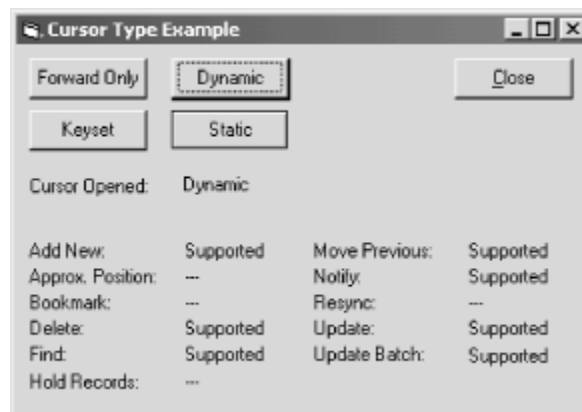 Cursor Type Example
Forward Only Dynamic Close
Keyset Static
Cursor Opened: Dynamic
Add New: Supported Move Previous: Supported
Approx. Position: --- Notify: Supported
Bookmark: --- Resync: ---
Delete: Supported Update: Supported
Find: Supported Update Batch: Supported
Hold Records: ---